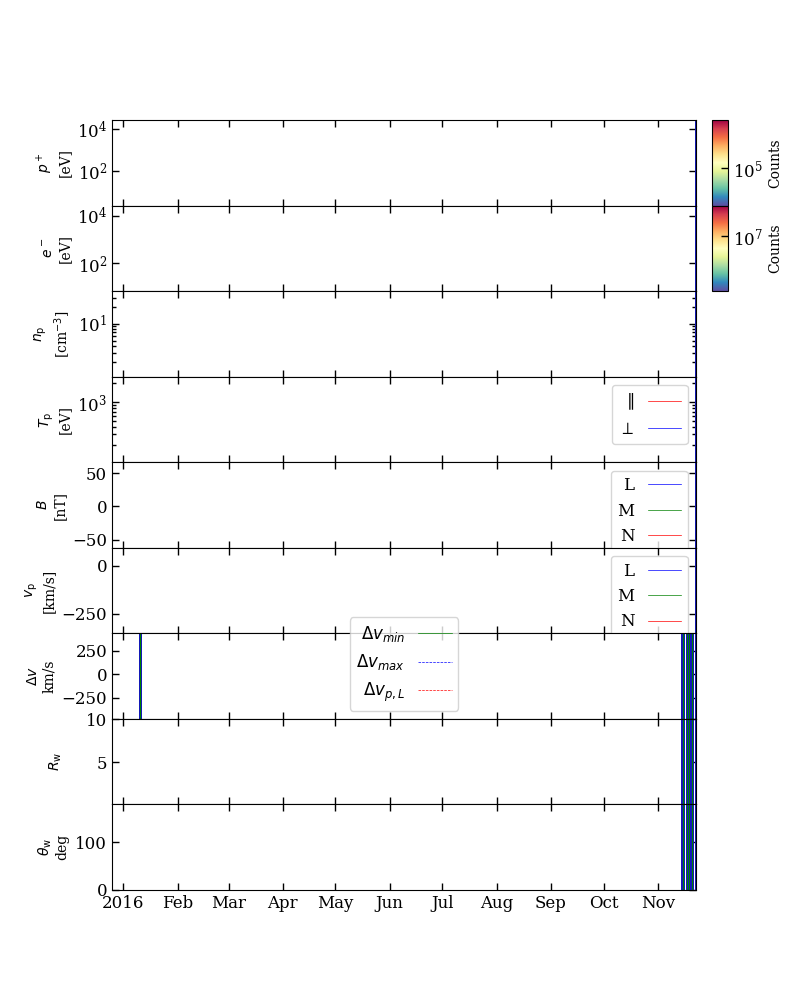 10^4
10^2
p^+
[eV]
10^5
Counts
10^4
10^2
e^−
[eV]
10^7
Counts
10^1
n_p
[cm^−3]
10^3
T_p
[eV]
∥
⊥
50
0
−50
B
[nT]
L
M
N
0
−250
v_p
[km/s]
L
M
N
250
0
−250
Δv
km/s
Δv_min
Δv_max
Δv_p,L
10
5
R_w
100
0
θ_w
deg
2016 Feb Mar Apr May Jun Jul Aug Sep Oct Nov